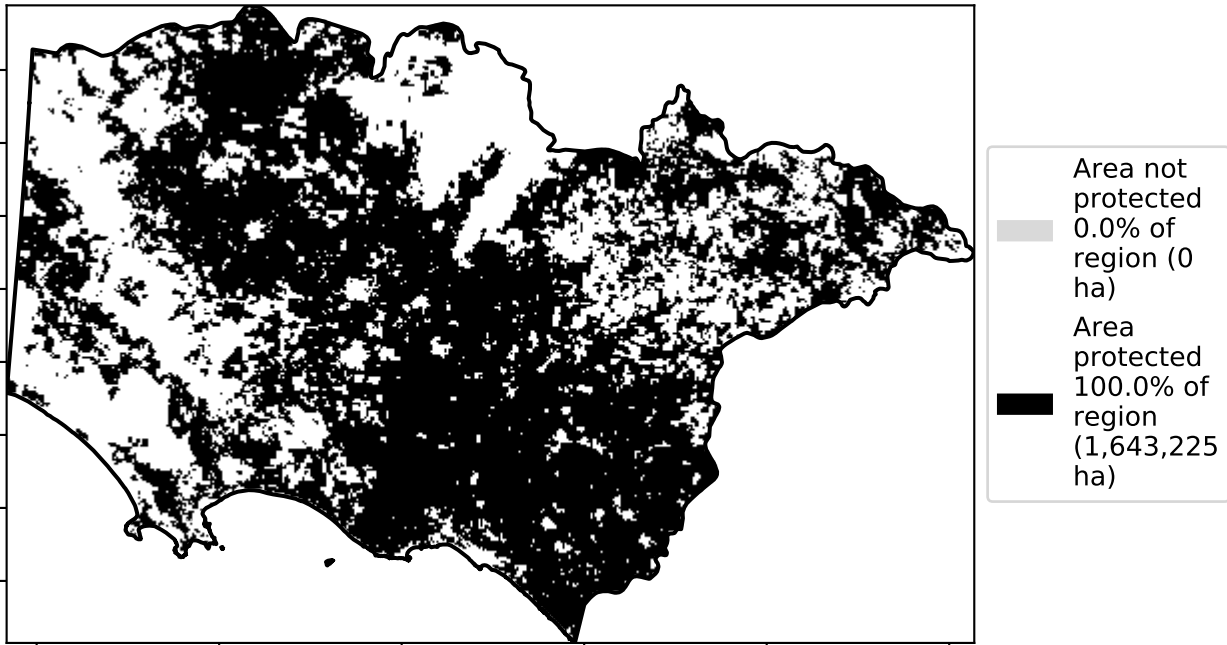 Area not
protected
0.0% of
region (0
ha)
Area
protected
100.0% of
region
(1,643,225
ha)